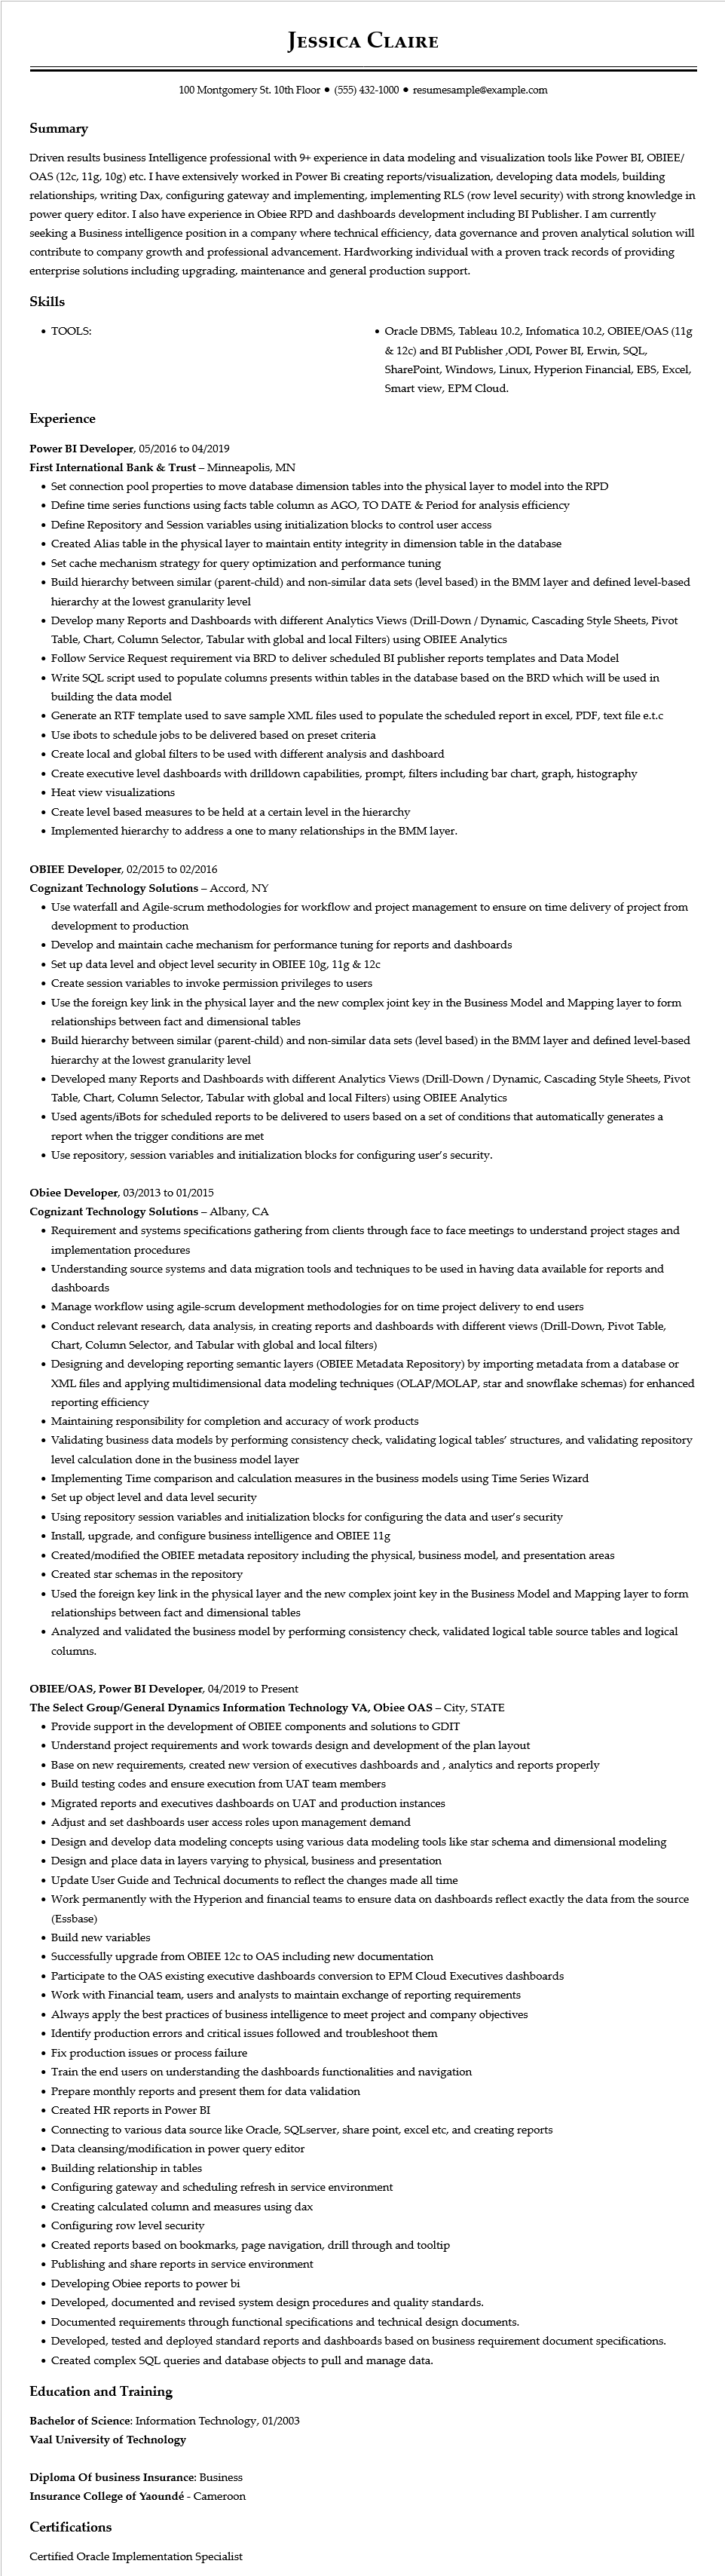 Jessica Claire
100 Montgomery St. 10th Floor ● (555) 432-1000 ● resumesample@example.com
Summary
Driven results business Intelligence professional with 9+ experience in data modeling and visualization tools like Power BI, OBIEE/
OAS (12c, 11g, 10g) etc. I have extensively worked in Power Bi creating reports/visualization, developing data models, building
relationships, writing Dax, configuring gateway and implementing, implementing RLS (row level security) with strong knowledge in
power query editor. I also have experience in Obiee RPD and dashboards development including BI Publisher. I am currently
seeking a Business intelligence position in a company where technical efficiency, data governance and proven analytical solution will
contribute to company growth and professional advancement. Hardworking individual with a proven track records of providing
enterprise solutions including upgrading, maintenance and general production support.
Skills
• TOOLS:
• Oracle DBMS, Tableau 10.2, Infomatica 10.2, OBIEE/OAS (11g
& 12c) and BI Publisher ,ODI, Power BI, Erwin, SQL,
SharePoint, Windows, Linux, Hyperion Financial, EBS, Excel,
Smart view, EPM Cloud.
Experience
Power BI Developer, 05/2016 to 04/2019
First International Bank & Trust – Minneapolis, MN
• Set connection pool properties to move database dimension tables into the physical layer to model into the RPD
• Define time series functions using facts table column as AGO, TO DATE & Period for analysis efficiency
• Define Repository and Session variables using initialization blocks to control user access
• Created Alias table in the physical layer to maintain entity integrity in dimension table in the database
• Set cache mechanism strategy for query optimization and performance tuning
• Build hierarchy between similar (parent-child) and non-similar data sets (level based) in the BMM layer and defined level-based
hierarchy at the lowest granularity level
• Develop many Reports and Dashboards with different Analytics Views (Drill-Down / Dynamic, Cascading Style Sheets, Pivot
Table, Chart, Column Selector, Tabular with global and local Filters) using OBIEE Analytics
• Follow Service Request requirement via BRD to deliver scheduled BI publisher reports templates and Data Model
• Write SQL script used to populate columns presents within tables in the database based on the BRD which will be used in
building the data model
• Generate an RTF template used to save sample XML files used to populate the scheduled report in excel, PDF, text file e.t.c
• Use ibots to schedule jobs to be delivered based on preset criteria
• Create local and global filters to be used with different analysis and dashboard
• Create executive level dashboards with drilldown capabilities, prompt, filters including bar chart, graph, histography
• Heat view visualizations
• Create level based measures to be held at a certain level in the hierarchy
• Implemented hierarchy to address a one to many relationships in the BMM layer.
OBIEE Developer, 02/2015 to 02/2016
Cognizant Technology Solutions – Accord, NY
• Use waterfall and Agile-scrum methodologies for workflow and project management to ensure on time delivery of project from
development to production
• Develop and maintain cache mechanism for performance tuning for reports and dashboards
• Set up data level and object level security in OBIEE 10g, 11g & 12c
• Create session variables to invoke permission privileges to users
• Use the foreign key link in the physical layer and the new complex joint key in the Business Model and Mapping layer to form
relationships between fact and dimensional tables
• Build hierarchy between similar (parent-child) and non-similar data sets (level based) in the BMM layer and defined level-based
hierarchy at the lowest granularity level
• Developed many Reports and Dashboards with different Analytics Views (Drill-Down / Dynamic, Cascading Style Sheets, Pivot
Table, Chart, Column Selector, Tabular with global and local Filters) using OBIEE Analytics
• Used agents/iBots for scheduled reports to be delivered to users based on a set of conditions that automatically generates a
report when the trigger conditions are met
• Use repository, session variables and initialization blocks for configuring user’s security.
Obiee Developer, 03/2013 to 01/2015
Cognizant Technology Solutions – Albany, CA
• Requirement and systems specifications gathering from clients through face to face meetings to understand project stages and
implementation procedures
• Understanding source systems and data migration tools and techniques to be used in having data available for reports and
dashboards
• Manage workflow using agile-scrum development methodologies for on time project delivery to end users
• Conduct relevant research, data analysis, in creating reports and dashboards with different views (Drill-Down, Pivot Table,
Chart, Column Selector, and Tabular with global and local filters)
• Designing and developing reporting semantic layers (OBIEE Metadata Repository) by importing metadata from a database or
XML files and applying multidimensional data modeling techniques (OLAP/MOLAP, star and snowflake schemas) for enhanced
reporting efficiency
• Maintaining responsibility for completion and accuracy of work products
• Validating business data models by performing consistency check, validating logical tables’ structures, and validating repository
level calculation done in the business model layer
• Implementing Time comparison and calculation measures in the business models using Time Series Wizard
• Set up object level and data level security
• Using repository session variables and initialization blocks for configuring the data and user’s security
• Install, upgrade, and configure business intelligence and OBIEE 11g
• Created/modified the OBIEE metadata repository including the physical, business model, and presentation areas
• Created star schemas in the repository
• Used the foreign key link in the physical layer and the new complex joint key in the Business Model and Mapping layer to form
relationships between fact and dimensional tables
• Analyzed and validated the business model by performing consistency check, validated logical table source tables and logical
columns.
OBIEE/OAS, Power BI Developer, 04/2019 to Present
The Select Group/General Dynamics Information Technology VA, Obiee OAS – City, STATE
• Provide support in the development of OBIEE components and solutions to GDIT
• Understand project requirements and work towards design and development of the plan layout
• Base on new requirements, created new version of executives dashboards and , analytics and reports properly
• Build testing codes and ensure execution from UAT team members
• Migrated reports and executives dashboards on UAT and production instances
• Adjust and set dashboards user access roles upon management demand
• Design and develop data modeling concepts using various data modeling tools like star schema and dimensional modeling
• Design and place data in layers varying to physical, business and presentation
• Update User Guide and Technical documents to reflect the changes made all time
• Work permanently with the Hyperion and financial teams to ensure data on dashboards reflect exactly the data from the source
(Essbase)
• Build new variables
• Successfully upgrade from OBIEE 12c to OAS including new documentation
• Participate to the OAS existing executive dashboards conversion to EPM Cloud Executives dashboards
• Work with Financial team, users and analysts to maintain exchange of reporting requirements
• Always apply the best practices of business intelligence to meet project and company objectives
• Identify production errors and critical issues followed and troubleshoot them
• Fix production issues or process failure
• Train the end users on understanding the dashboards functionalities and navigation
• Prepare monthly reports and present them for data validation
• Created HR reports in Power BI
• Connecting to various data source like Oracle, SQLserver, share point, excel etc, and creating reports
• Data cleansing/modification in power query editor
• Building relationship in tables
• Configuring gateway and scheduling refresh in service environment
• Creating calculated column and measures using dax
• Configuring row level security
• Created reports based on bookmarks, page navigation, drill through and tooltip
• Publishing and share reports in service environment
• Developing Obiee reports to power bi
• Developed, documented and revised system design procedures and quality standards.
• Documented requirements through functional specifications and technical design documents.
• Developed, tested and deployed standard reports and dashboards based on business requirement document specifications.
• Created complex SQL queries and database objects to pull and manage data.
Education and Training
Bachelor of Science: Information Technology, 01/2003
Vaal University of Technology
Diploma Of business Insurance: Business
Insurance College of Yaoundé - Cameroon
Certifications
Certified Oracle Implementation Specialist